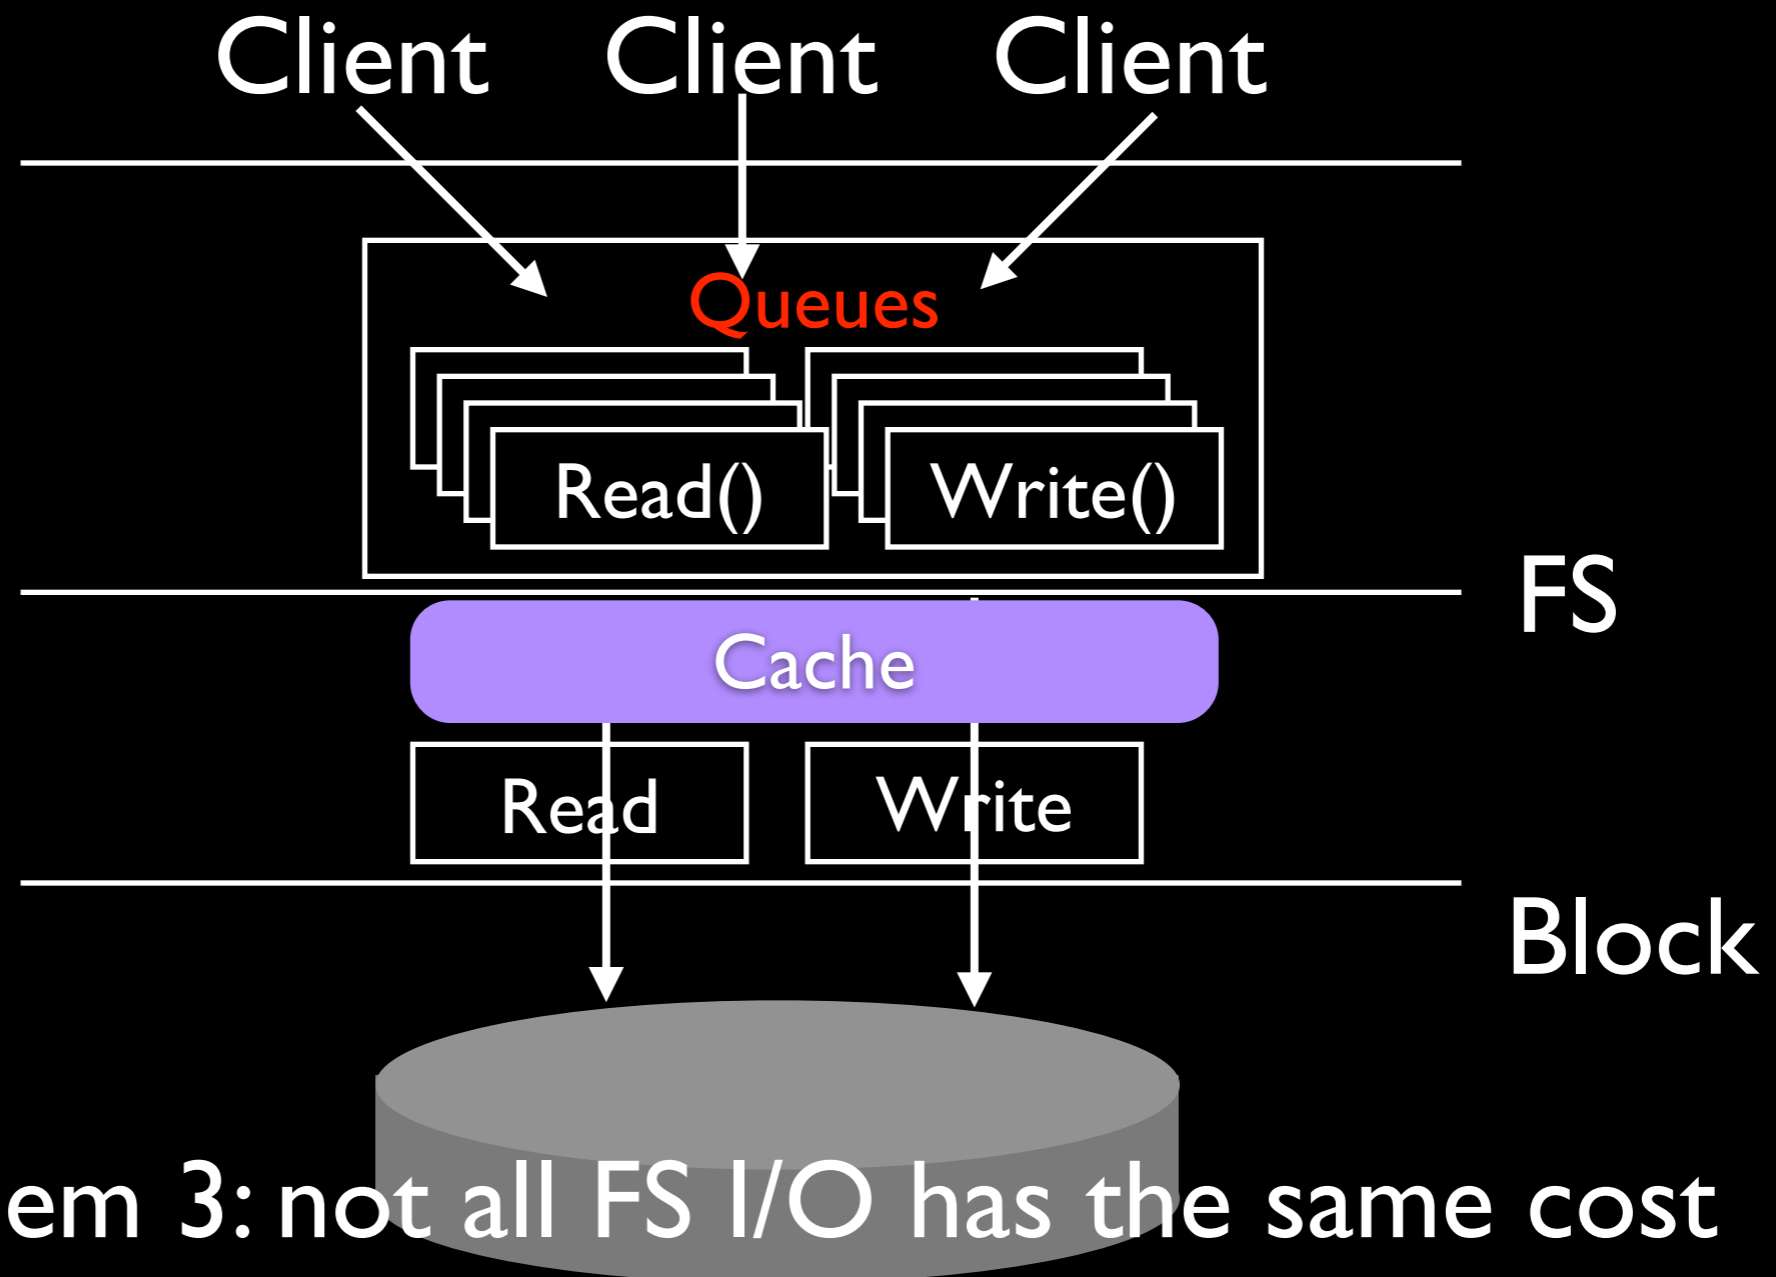 Client Client Client
Queues
Read() Write()
FS
Cache
Read Write
Block
em 3: not all FS I/O has the same cost